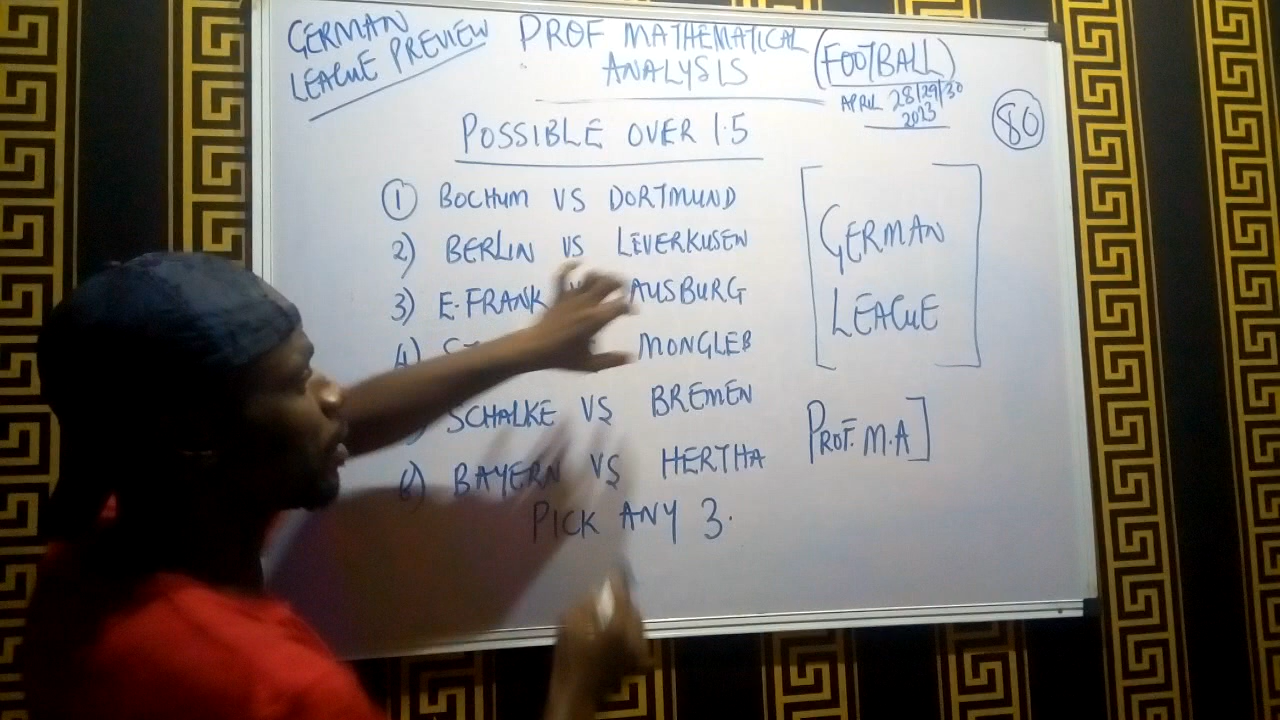 GERMAN
LEAGUE PREVIEW
PROF MATHEMATICAL
ANALYSIS
(FOOTBALL)
APRIL 28/29/30
2023
80
POSSIBLE OVER 1.5
1 BOCHUM VS DORTMUND
2) BERLIN VS LEVERKUSEN
3) E.FRANK AUSBURG
4) MONGLEB
SCHALKE VS BREMEN
6) BAYERN VS HERTHA
PICK ANY 3.
[GERMAN
LEAGUE]
PROF. M.A]